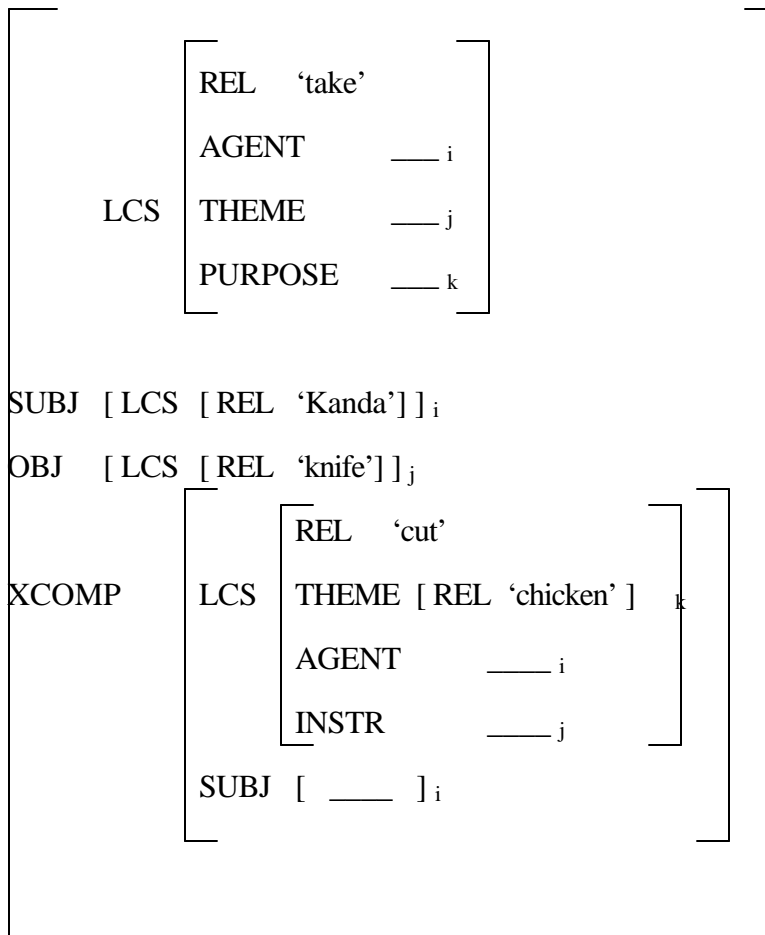 REL ‘take’
AGENT ___ i
LCS THEME ___ j
PURPOSE ___ k
SUBJ [ LCS [ REL ‘Kanda’] ] i
OBJ [ LCS [ REL ‘knife’] ] j
REL ‘cut’
XCOMP LCS THEME [ REL ‘chicken’ ] k
AGENT ____ i
INSTR ____ j
SUBJ [ ____ ] i